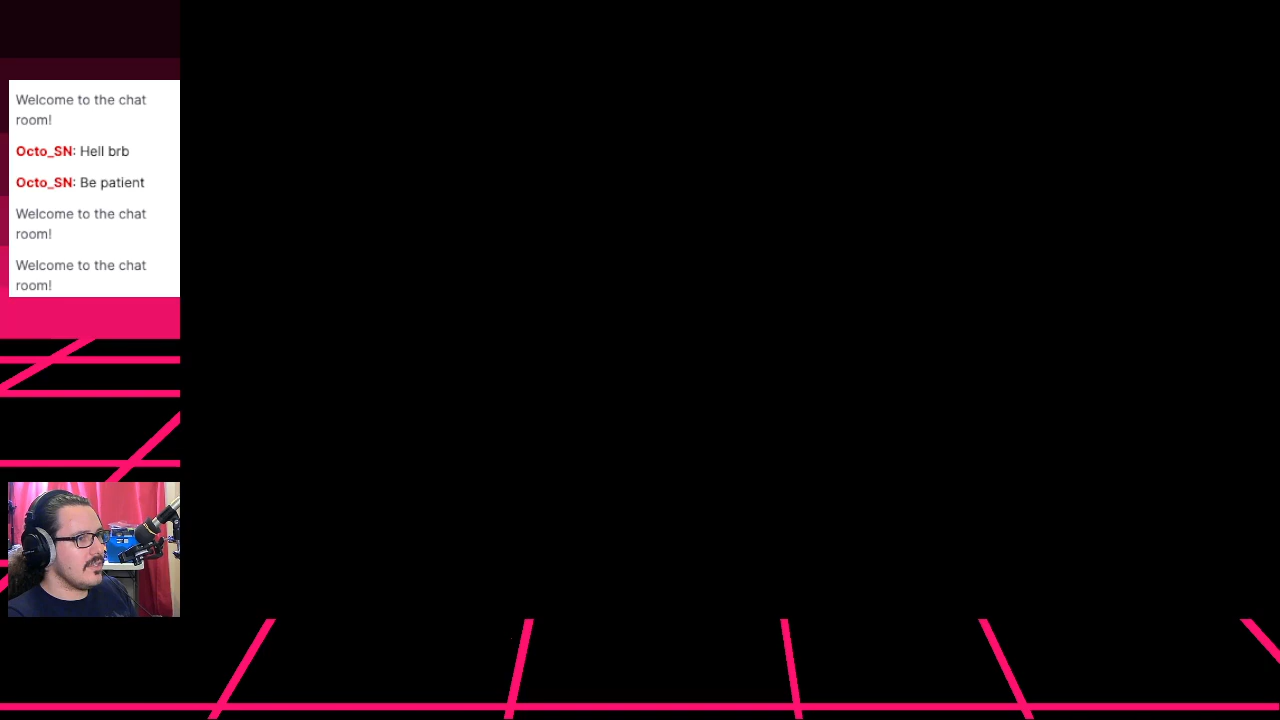 Welcome to the chat
room!
Octo_SN: Hell brb
Octo_SN: Be patient
Welcome to the chat
room!
Welcome to the chat
room!